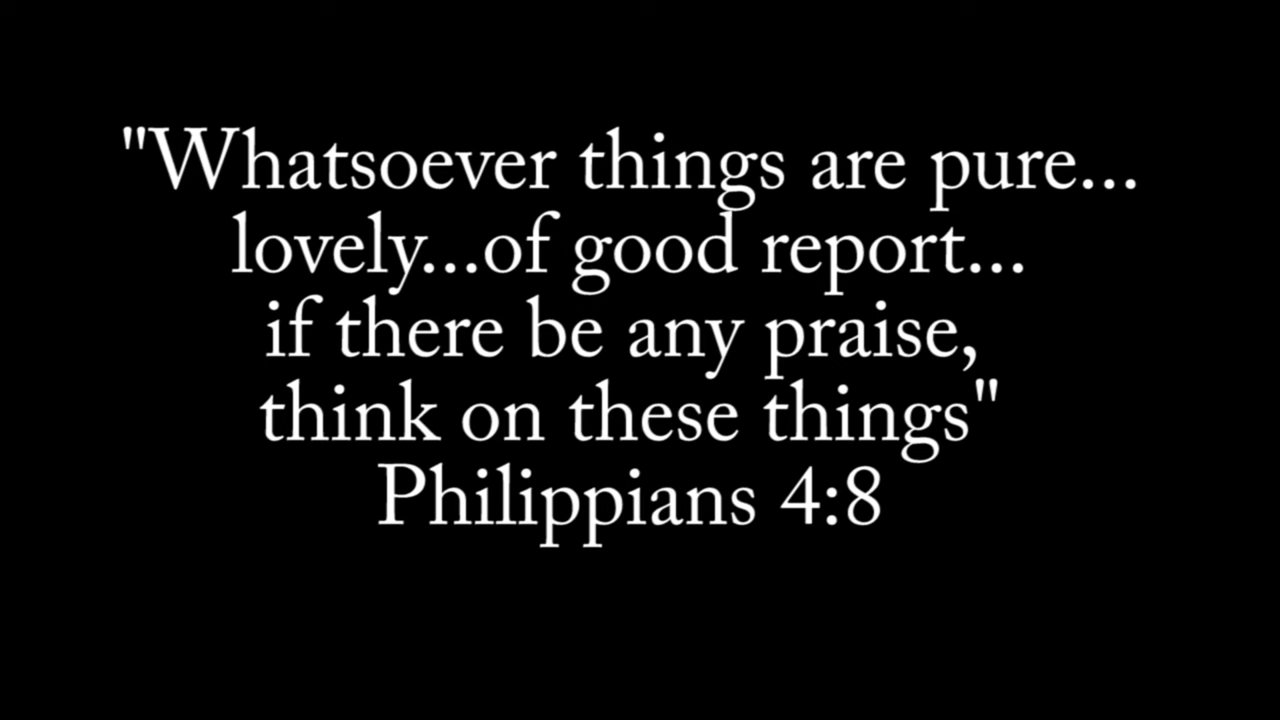 "Whatsoever things are pure...
lovely...of good report...
if there be any praise,
think on these things"
Philippians 4:8